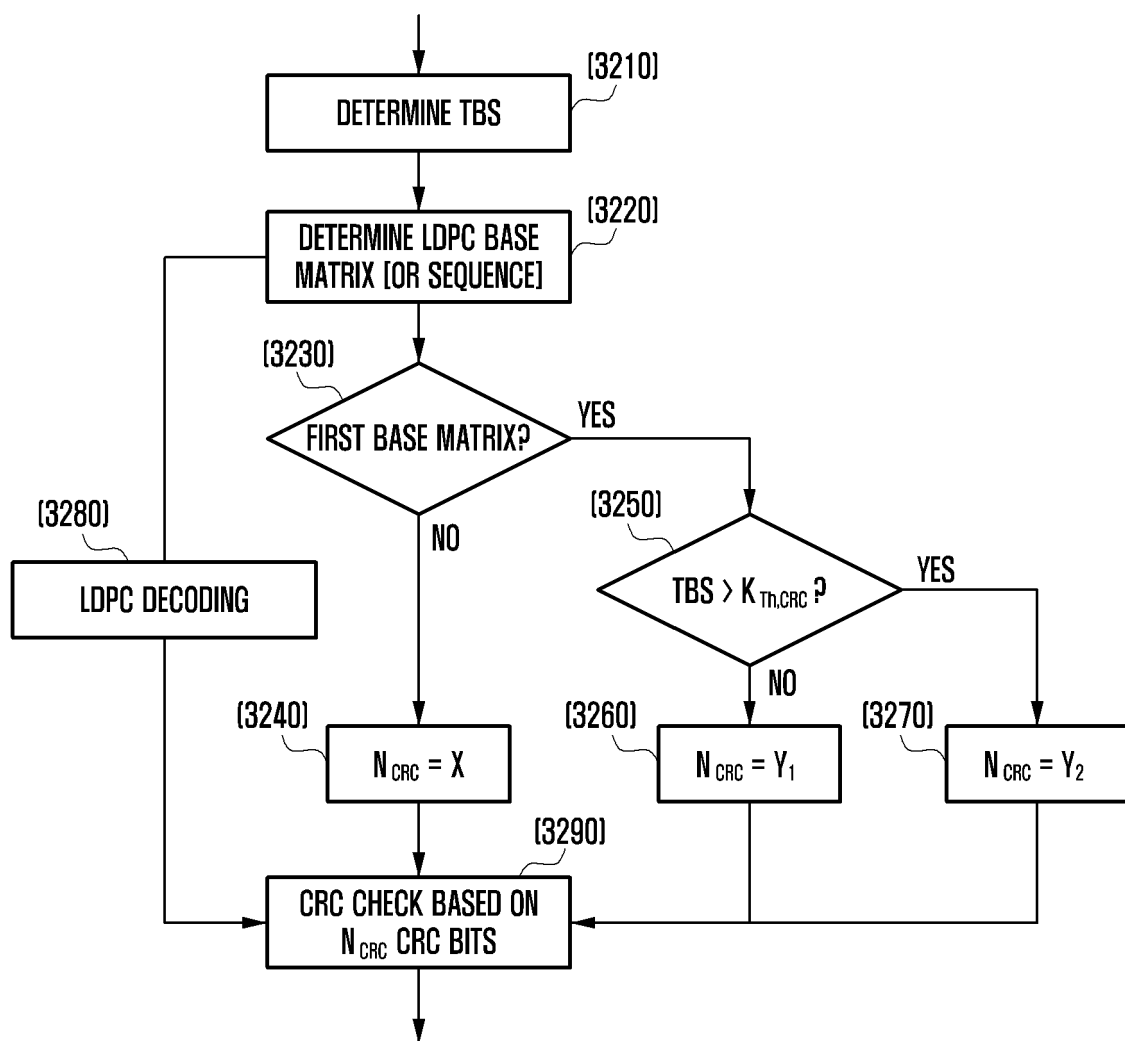 (3210)
DETERMINE TBS
(3220)
DETERMINE LDPC BASE
MATRIX [OR SEQUENCE]
(3230)
FIRST BASE MATRIX?
YES
NO
(3280)
LDPC DECODING
(3250)
TBS > K Th,CRC ?
YES
NO
(3240)
N CRC = X
(3260)
N CRC = Y1
(3270)
N CRC = Y2
(3290)
CRC CHECK BASED ON
N CRC CRC BITS